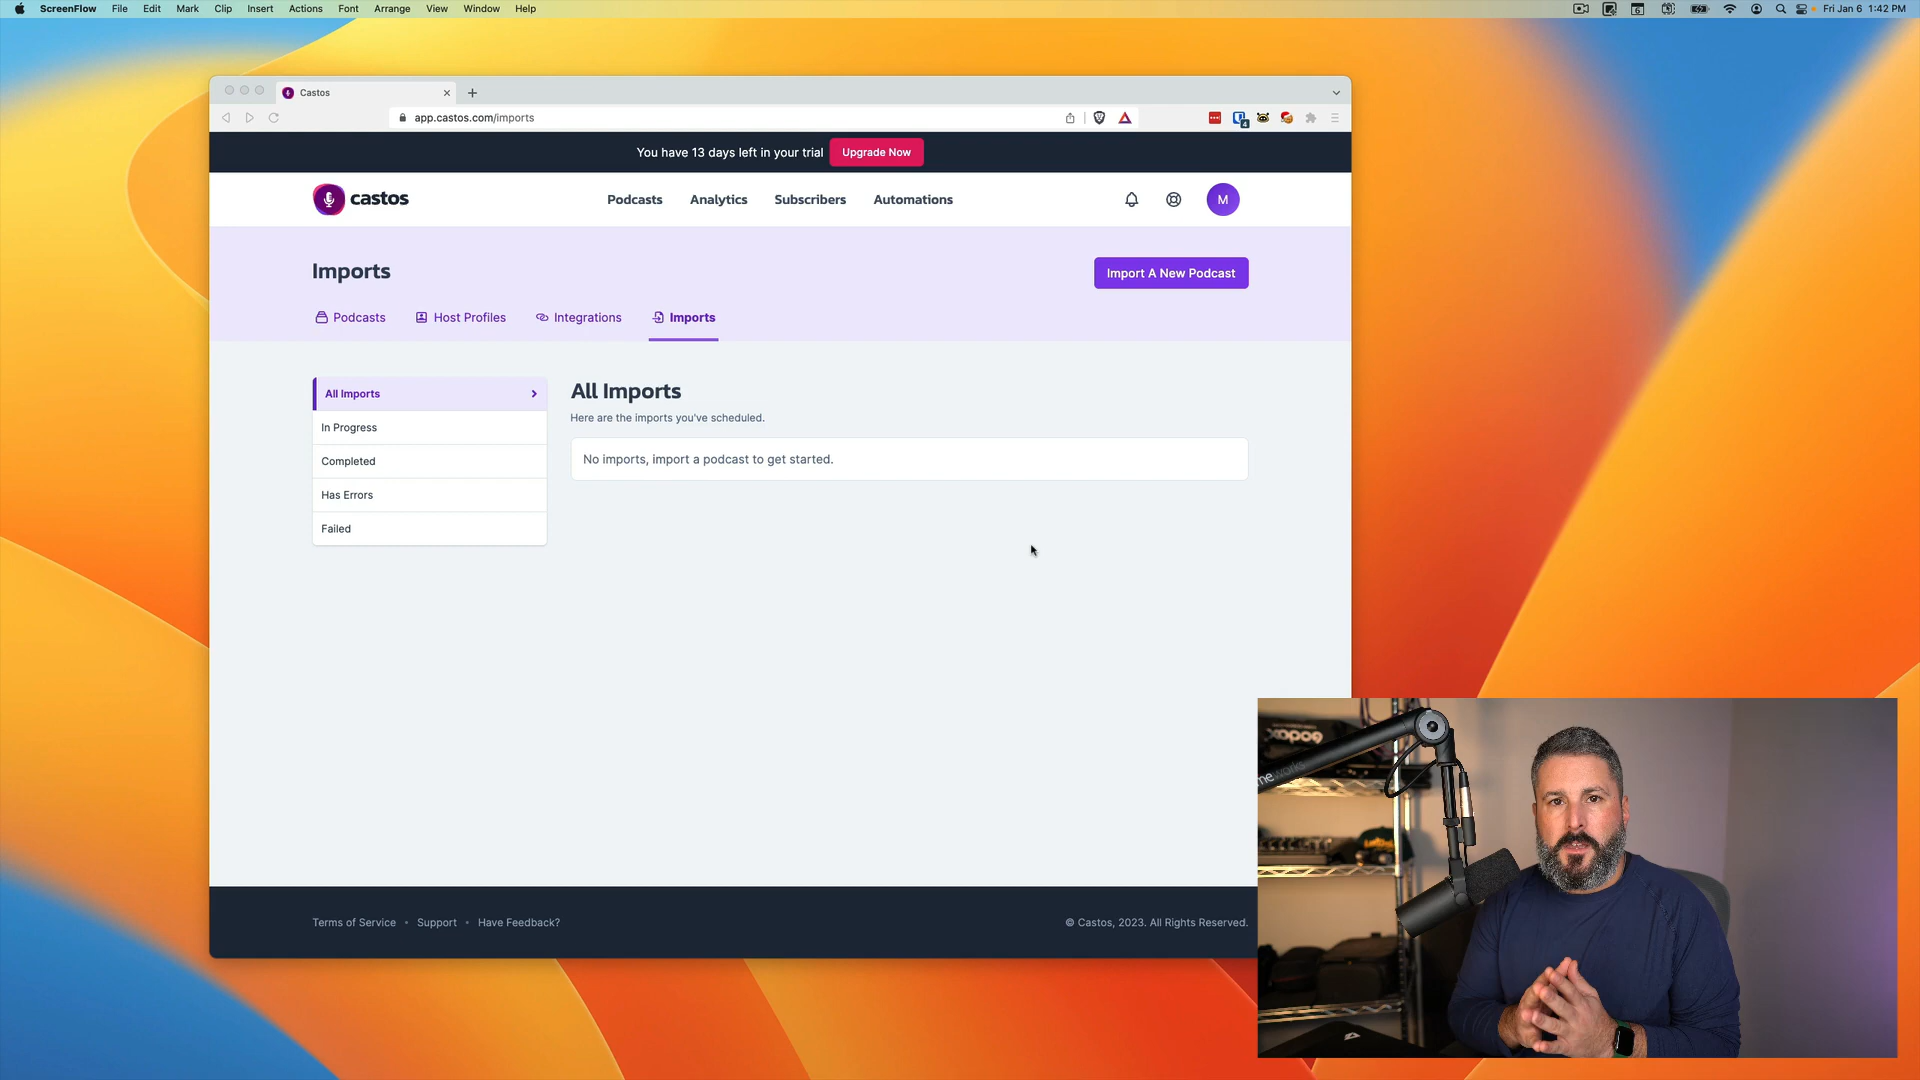 ScreenFlow File Edit Mark Clip Insert Actions Font Arrange View Window Help
Fri Jan 6 1:42 PM
Castos
app.castos.com/imports
You have 13 days left in your trial
Upgrade Now
castos
Podcasts
Analytics
Subscribers
Automations
M
Imports
Import A New Podcast
Podcasts
Host Profiles
Integrations
Imports
All Imports
In Progress
Completed
Has Errors
Failed
All Imports
Here are the imports you've scheduled.
No imports, import a podcast to get started.
Terms of Service • Support • Have Feedback?
© Castos, 2023. All Rights Reserved.
Godox